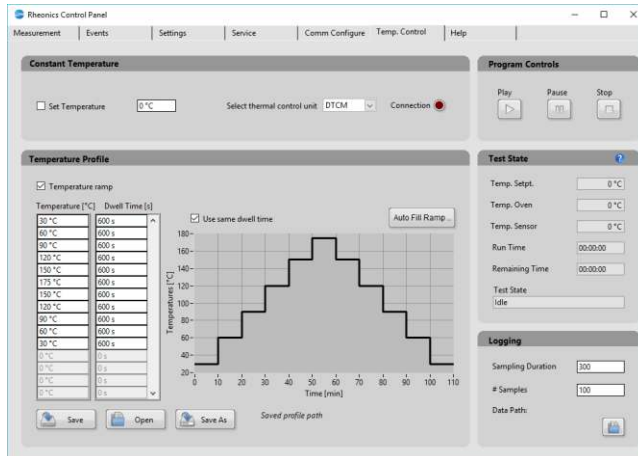 Rheonics Control Panel
Measurement Events Settings Service Comm Configure Temp. Control Help
Constant Temperature
Set Temperature 0 °C Select thermal control unit DTCM Connection
Program Controls
Play Pause Stop
Temperature Profile
Temperature ramp
Temperature [°C] Dwell Time [s]
30 °C 600 s
60 °C 600 s
90 °C 600 s
120 °C 600 s
150 °C 600 s
175 °C 600 s
150 °C 600 s
120 °C 600 s
90 °C 600 s
60 °C 600 s
30 °C 600 s
0 °C 0 s
0 °C 0 s
0 °C 0 s
0 °C 0 s
Use same dwell time Auto Fill Ramp ..
Temperatures [°C]
180
160
140
120
100
80
60
40
20
0 10 20 30 40 50 60 70 80 90 100 110
Time [min]
Save Open Save As Saved profile path
Test State ?
Temp. Setpt. 0 °C
Temp. Oven 0 °C
Temp. Sensor 0 °C
Run Time 00:00:00
Remaining Time 00:00:00
Test State
Idle
Logging
Sampling Duration 300
# Samples 100
Data Path: